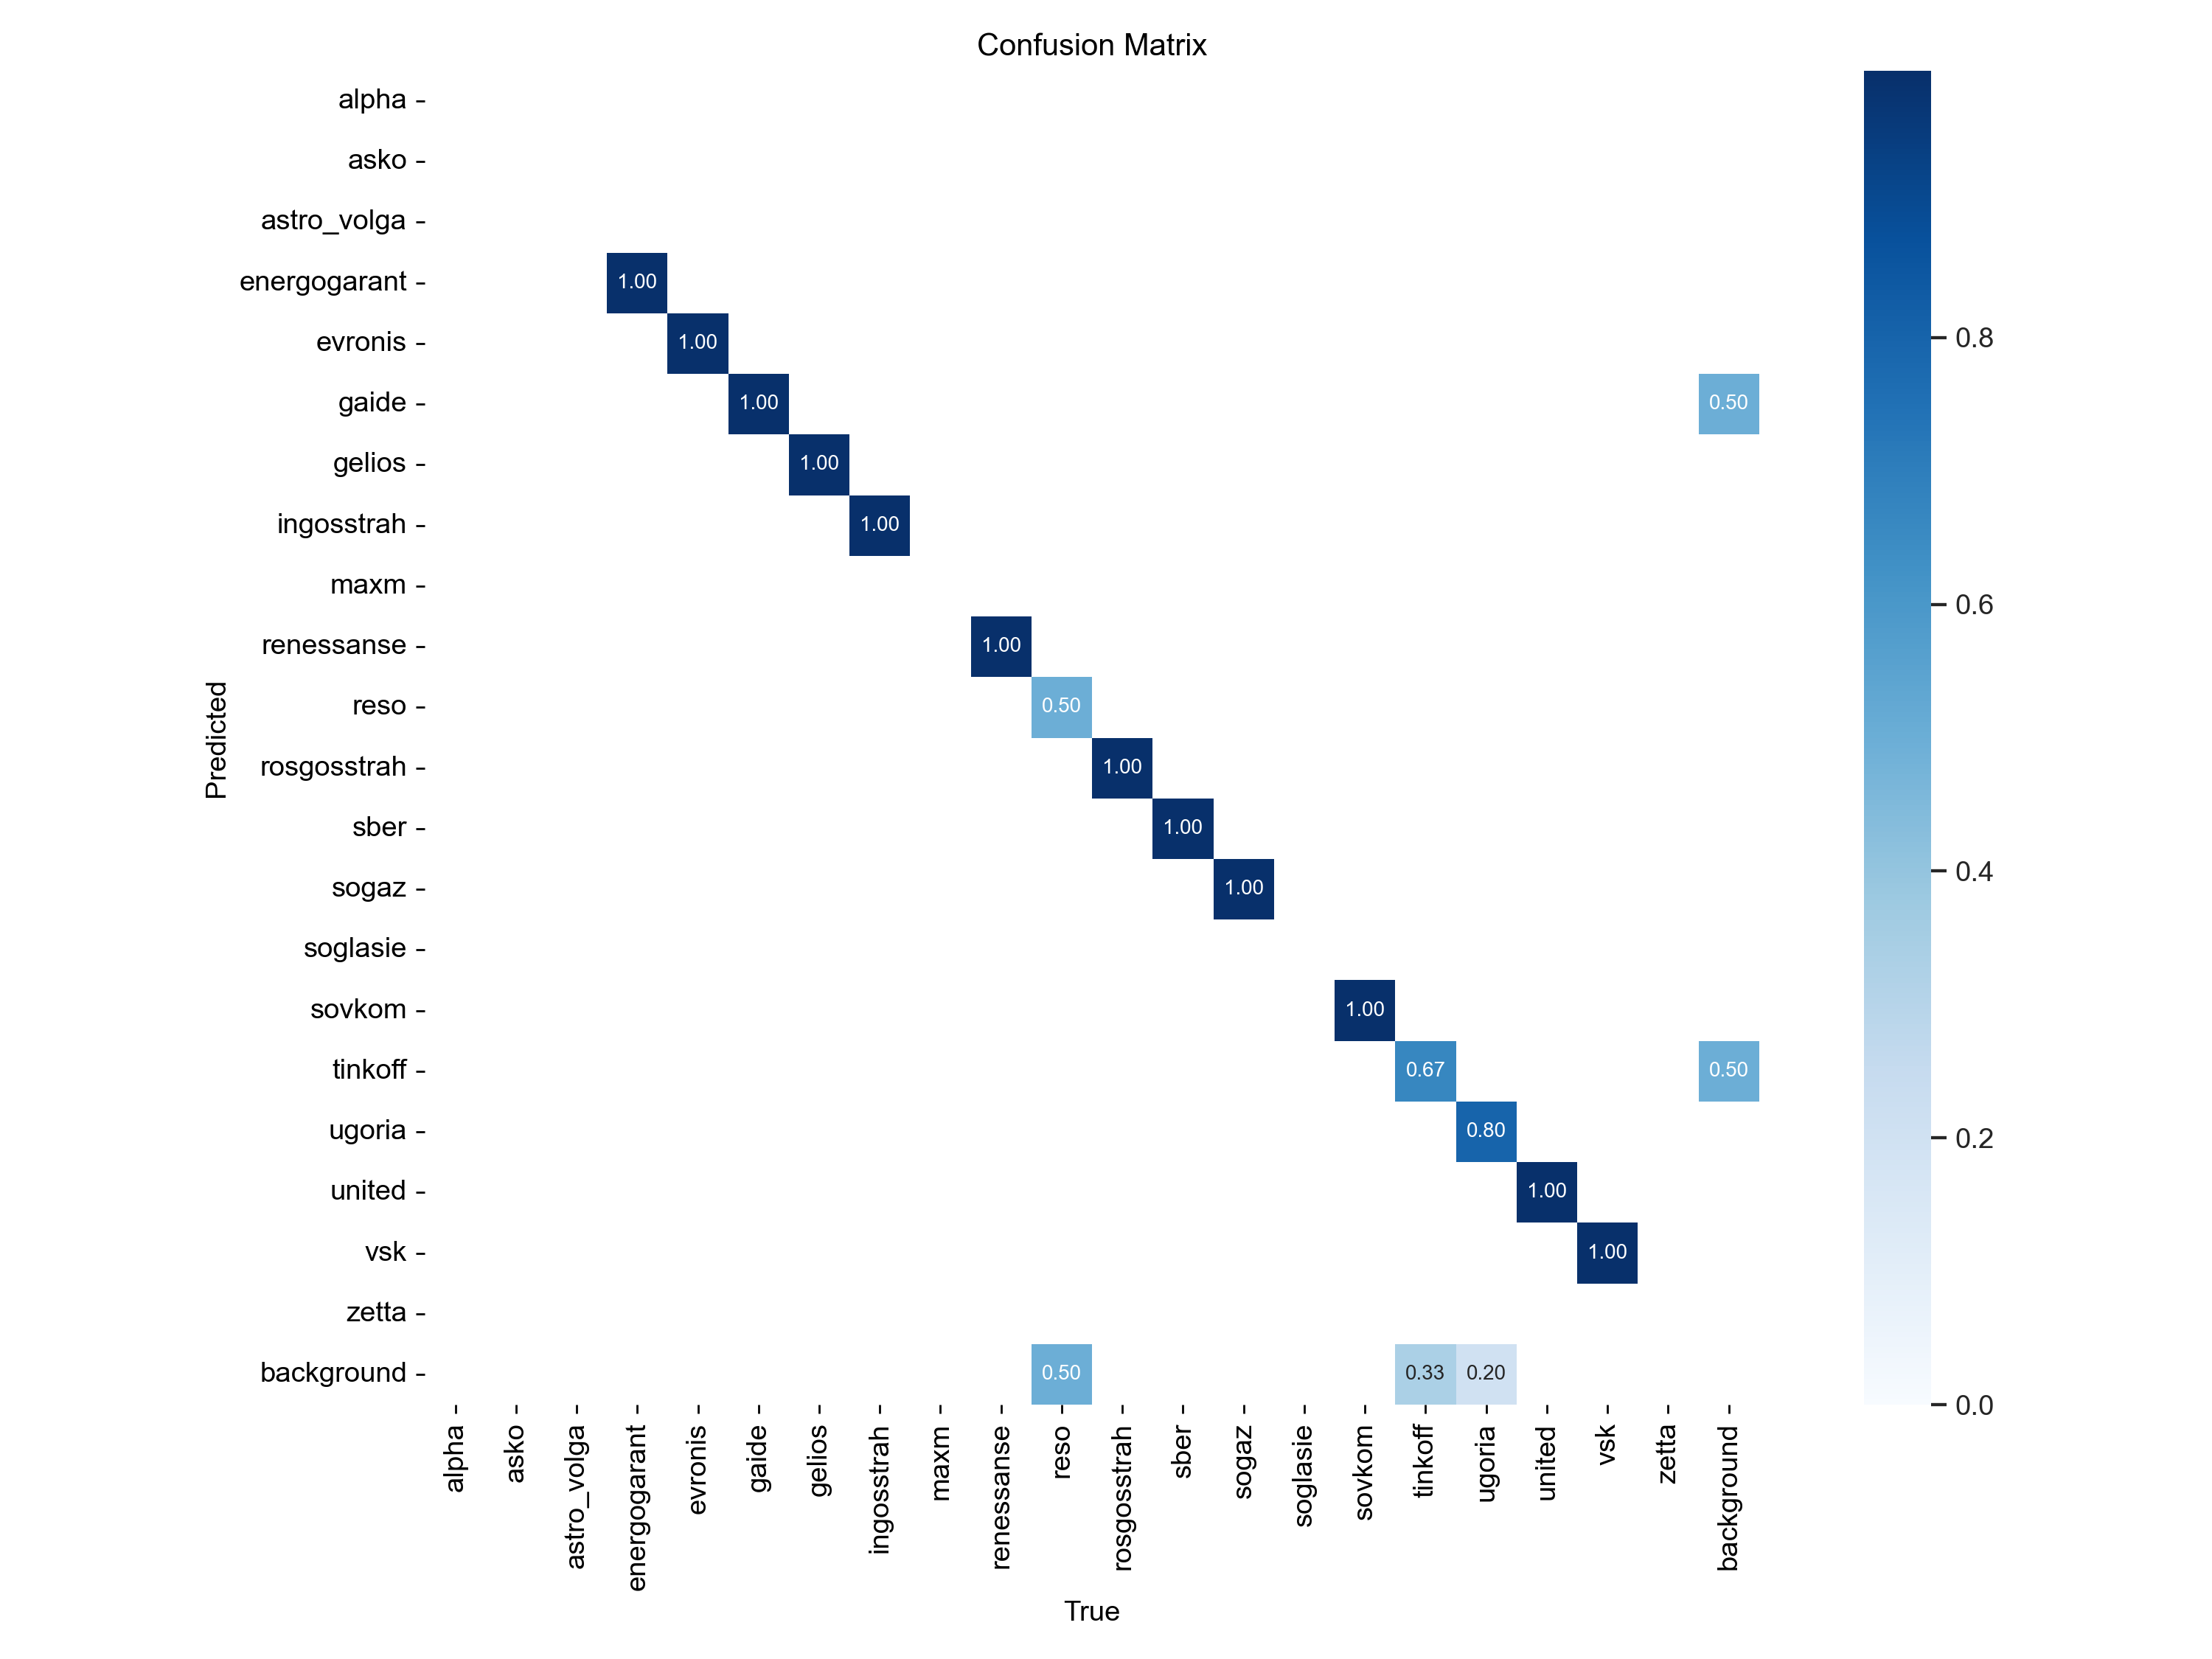 Confusion Matrix
alpha
asko
astro_volga
energogarant 1.00
evronis 1.00
gaide 1.00 0.50
gelios 1.00
ingosstrah 1.00
maxm
renessanse 1.00
reso 0.50
rosgosstrah 1.00
sber 1.00
sogaz 1.00
soglasie
sovkom 1.00
tinkoff 0.67 0.50
ugoria 0.80
united 1.00
vsk 1.00
zetta
background 0.50 0.33 0.20
Predicted
alpha
asko
astro_volga
energogarant
evronis
gaide
gelios
ingosstrah
maxm
renessanse
reso
rosgosstrah
sber
sogaz
soglasie
sovkom
tinkoff
ugoria
united
vsk
zetta
background
True
0.8
0.6
0.4
0.2
0.0